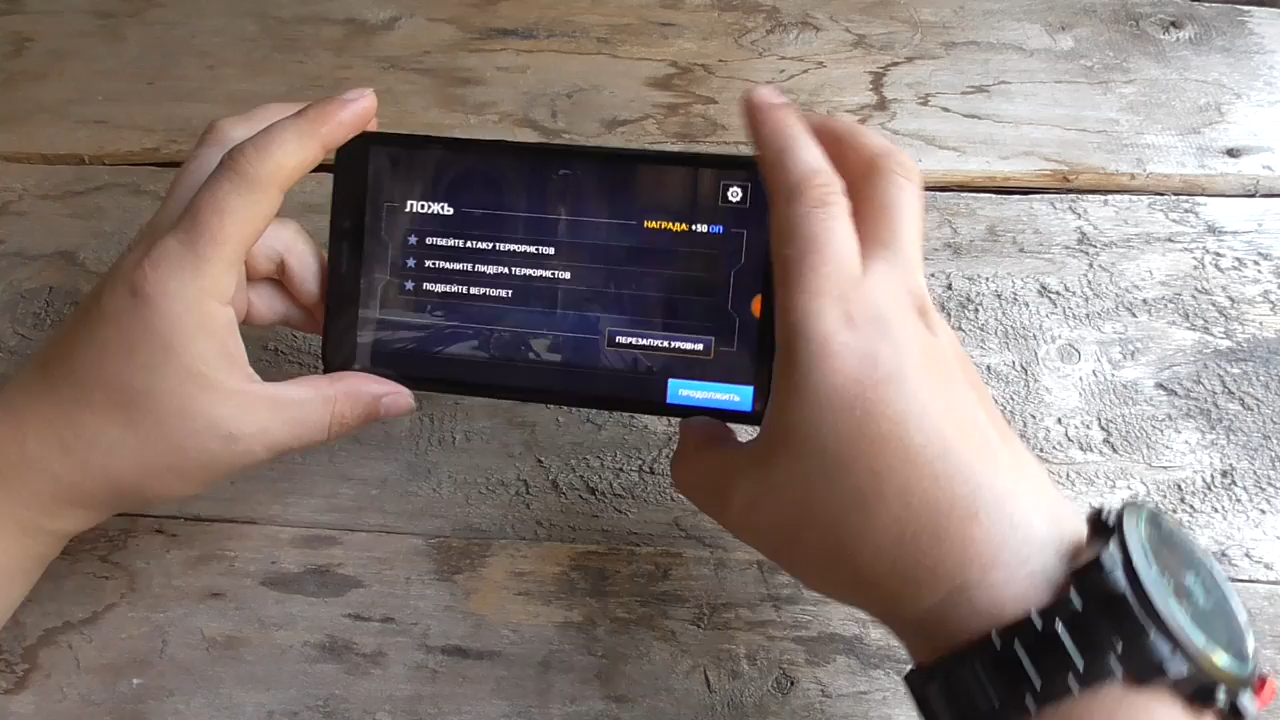 ЛОЖЬ
НАГРАДА: +50 ОП
ОТБЕЙТЕ АТАКУ ТЕРРОРИСТОВ
УСТРАНИТЕ ЛИДЕРА ТЕРРОРИСТОВ
ПОДБЕЙТЕ ВЕРТОЛЕТ
ПЕРЕЗАПУСК УРОВНЯ
ПРОДОЛЖИТЬ